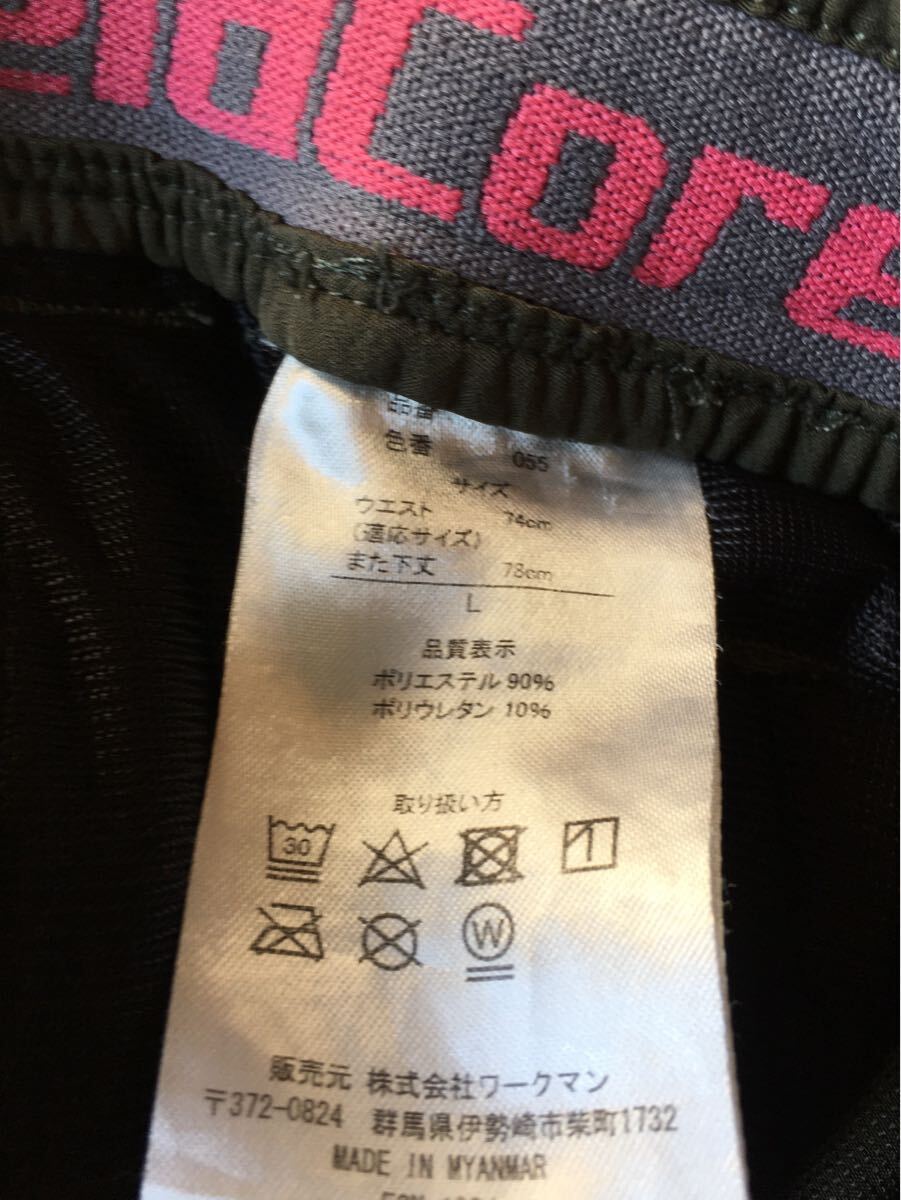 eldCore
品番
色番 055
サイズ
ウエスト 74cm
(適応サイズ)
また下丈 78cm
L
品質表示
ポリエステル 90%
ポリウレタン 10%
取り扱い方
30
W
販売元 株式会社ワークマン
〒372-0824 群馬県伊勢崎市柴町1732
MADE IN MYANMAR